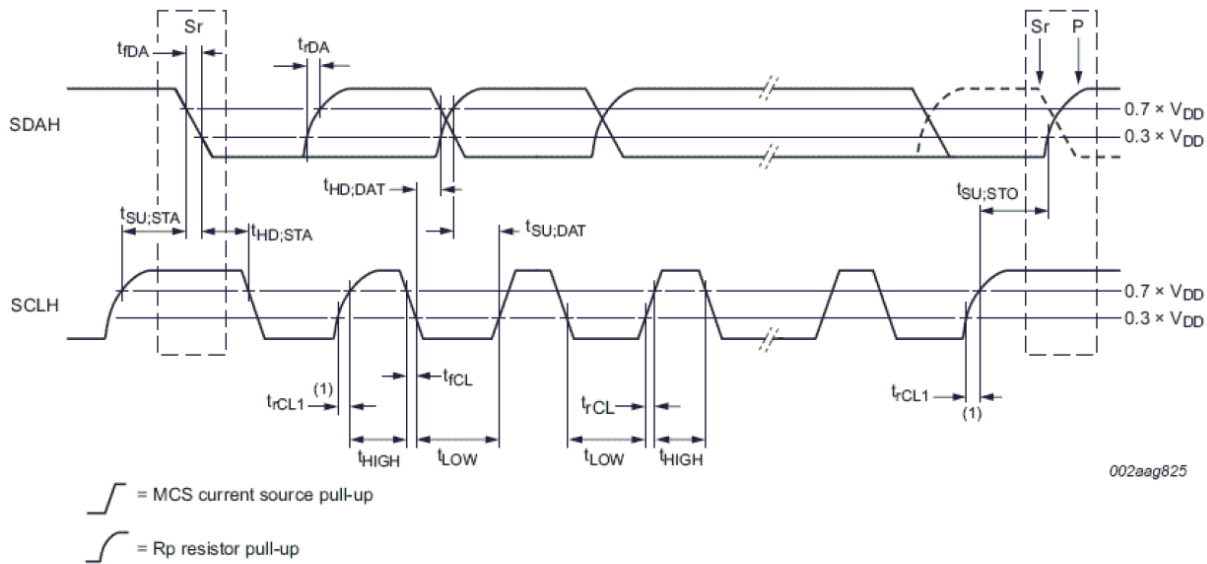 Sr
Sr P
tfDA
trDA
SDAH
0.7 × VDD
0.3 × VDD
tHD;DAT
tSU;STA
tHD;STA
tSU;DAT
tSU;STO
SCLH
0.7 × VDD
0.3 × VDD
tfCL
trCL1 (1)
trCL
trCL1 (1)
tHIGH
tLOW
tLOW
tHIGH
002aag825
= MCS current source pull-up
= Rp resistor pull-up